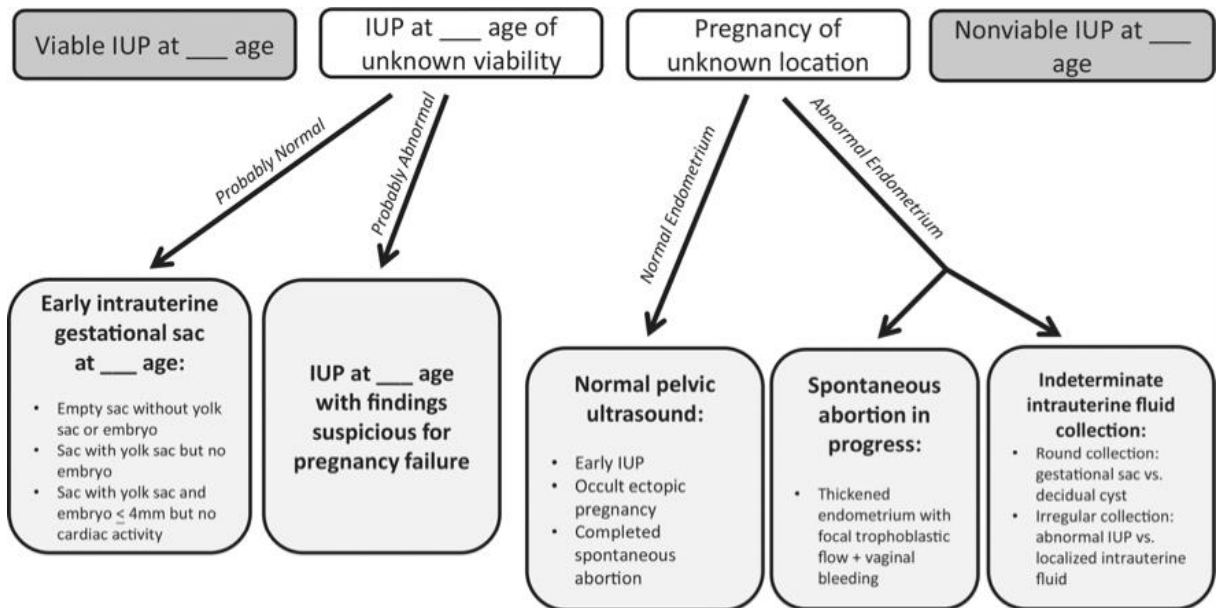 Viable IUP at ___ age
IUP at ___ age of
unknown viability
Pregnancy of
unknown location
Nonviable IUP at ___
age
Probably Normal
Probably Abnormal
Normal Endometrium
Abnormal Endometrium
Early intrauterine
gestational sac
at ___ age:
• Empty sac without yolk
sac or embryo
• Sac with yolk sac but no
embryo
• Sac with yolk sac and
embryo ≤ 4mm but no
cardiac activity
IUP at ___ age
with findings
suspicious for
pregnancy failure
Normal pelvic
ultrasound:
• Early IUP
• Occult ectopic
pregnancy
• Completed
spontaneous
abortion
Spontaneous
abortion in
progress:
• Thickened
endometrium with
focal trophoblastic
flow + vaginal
bleeding
Indeterminate
intrauterine fluid
collection:
• Round collection:
gestational sac vs.
decidual cyst
• Irregular collection:
abnormal IUP vs.
localized intrauterine
fluid